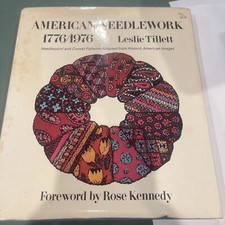 AMERICAN NEEDLEWORK
1776/1976 Leslie Tillett
Needlepoint and Crewel Patterns Adapted from Historic American Images
Foreword by Rose Kennedy